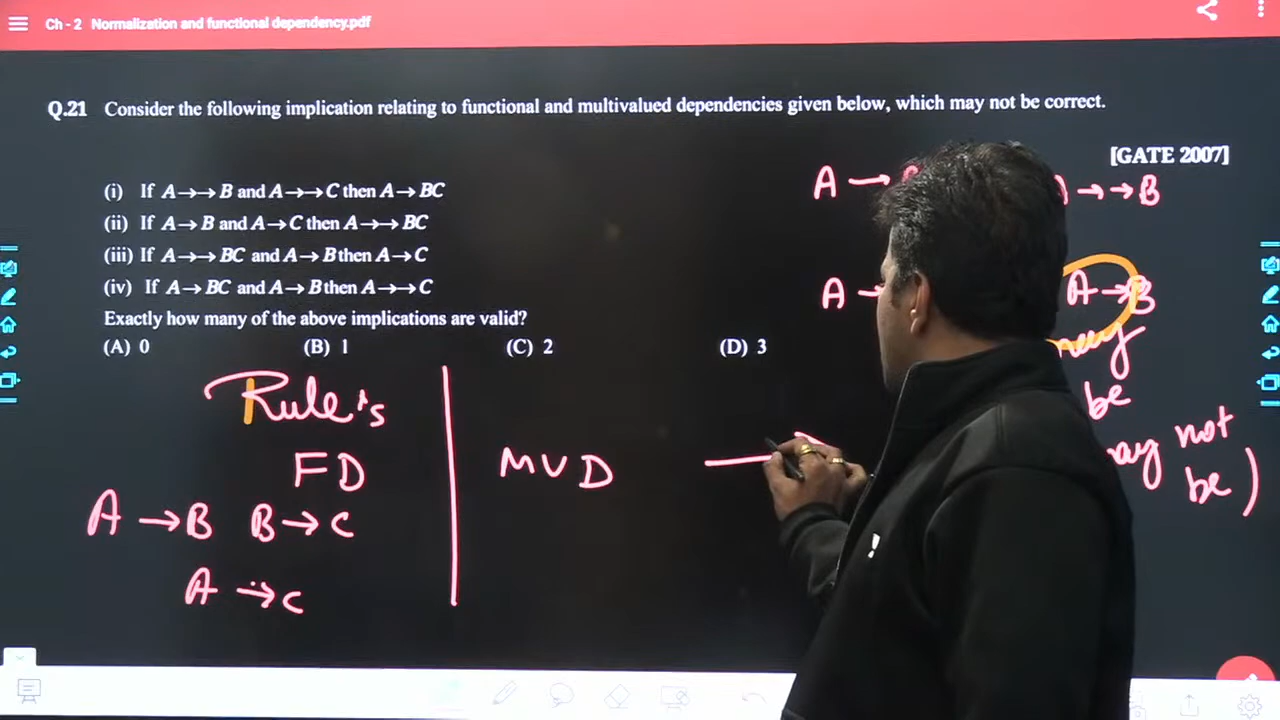 Ch - 2 Normalization and functional dependency.pdf
Q.21 Consider the following implication relating to functional and multivalued dependencies given below, which may not be correct.
[GATE 2007]
(i) If A→→B and A→→C then A→BC
(ii) If A→B and A→C then A→→BC
(iii) If A→→BC and A→B then A→C
(iv) If A→BC and A→B then A→→C
Exactly how many of the above implications are valid?
(A) 0 (B) 1 (C) 2 (D) 3
A → →→B
A → A →B
may
be
may not
be)
Rule's
FD MVD
A →B B → C
A → C